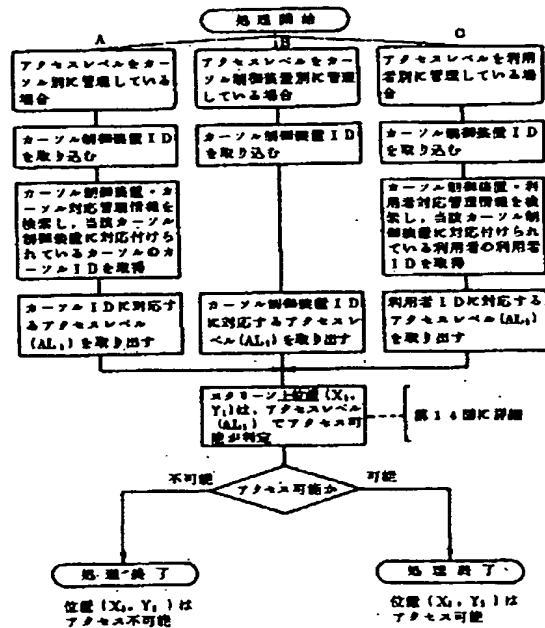 処理開始
A
B
C
アクセスレベルをカー
ソル別に管理している
場合
アクセスレベルをカー
ソル制御装置別に管理
している場合
アクセスレベルを利用
者別に管理している場
合
カーソル制御装置ID
を取り込む
カーソル制御装置ID
を取り込む
カーソル制御装置ID
を取り込む
カーソル制御装置・カ
ーソル対応管理情報を
検索し、当該カーソル
制御装置に対応付けら
れているカーソルのカ
ーソルIDを取得
カーソル制御装置・利
用者対応管理情報を検
索し、当該カーソル制
御装置に対応付けられ
ている利用者の利用者
IDを取得
カーソルIDに対応す
るアクセスレベル
(AL₁)を取り出す
カーソル制御装置ID
に対応するアクセスレ
ベル(AL₁)を取り出す
利用者IDに対応する
アクセスレベル(AL₁)
を取り出す
スクリーン上位置(X₁,
Y₁)は、アクセスレベル
(AL₁)でアクセス可
能か判定
第14図に詳細
不可能
アクセス可能か
可能
処理終了
処理終了
位置(X₁, Y₁)は
アクセス不可能
位置(X₁, Y₁)は
アクセス可能